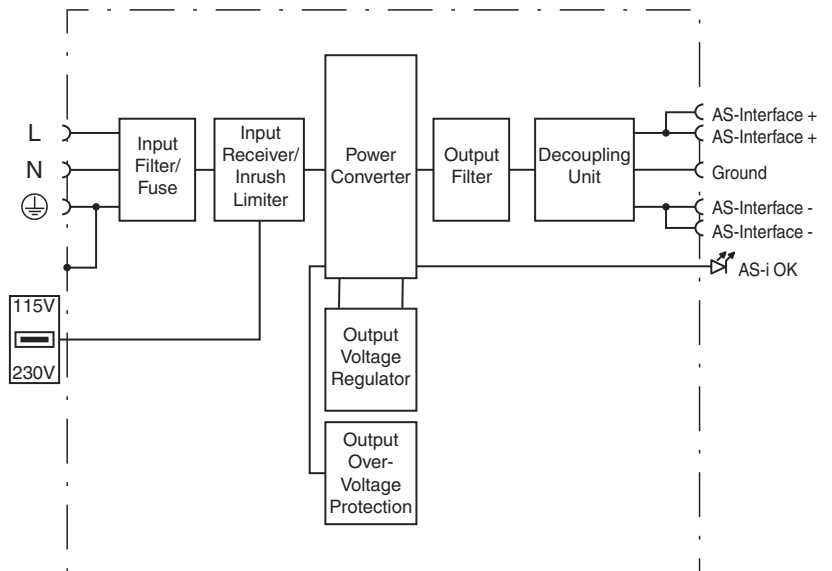 L
N
Input
Filter/
Fuse
Input
Receiver/
Inrush
Limiter
Power
Converter
Output
Filter
Decoupling
Unit
AS-Interface +
AS-Interface +
Ground
AS-Interface -
AS-Interface -
AS-i OK
115V
230V
Output
Voltage
Regulator
Output
Over-
Voltage
Protection